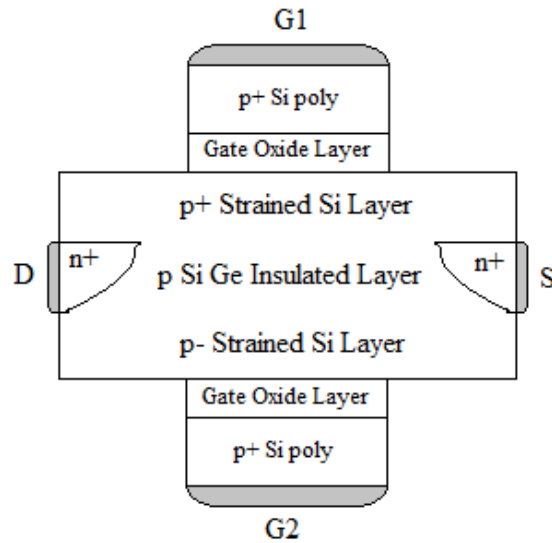 G1
p+ Si poly
Gate Oxide Layer
p+ Strained Si Layer
n+
n+
D
p Si Ge Insulated Layer
S
p- Strained Si Layer
Gate Oxide Layer
p+ Si poly
G2